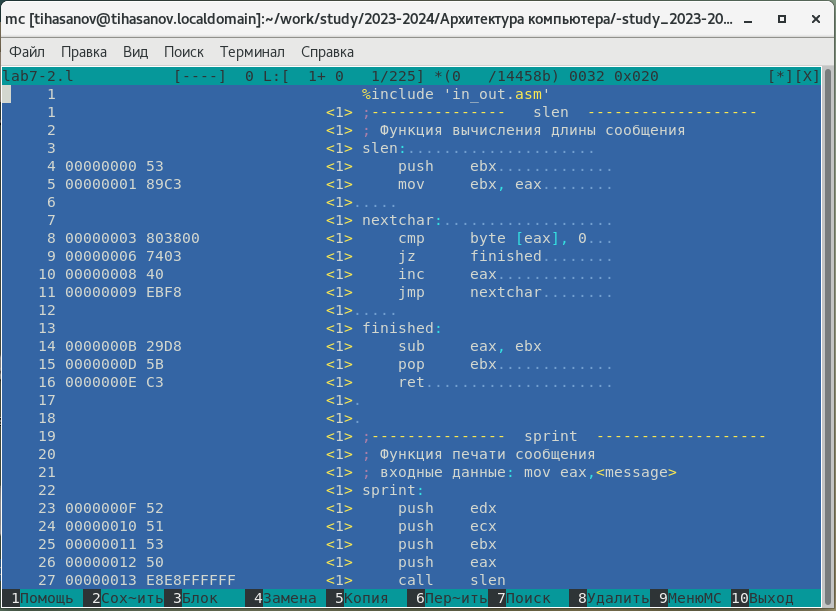 mc [tihasanov@tihasanov.localdomain]:~/work/study/2023-2024/Архитектура компьютера/-study_2023-20...
Файл Правка Вид Поиск Терминал Справка
lab7-2.l [----] 0 L:[ 1+ 0 1/225] *(0 /14458b) 0032 0x020 [*][X]
1 %include 'in_out.asm'
1 <1> ;--------------- slen -------------------
2 <1> ; Функция вычисления длины сообщения
3 <1> slen:.....................
4 00000000 53 <1> push ebx.............
5 00000001 89C3 <1> mov ebx, eax........
6 <1>.....
7 <1> nextchar:...................
8 00000003 803800 <1> cmp byte [eax], 0...
9 00000006 7403 <1> jz finished........
10 00000008 40 <1> inc eax.............
11 00000009 EBF8 <1> jmp nextchar........
12 <1>.....
13 <1> finished:
14 0000000B 29D8 <1> sub eax, ebx
15 0000000D 5B <1> pop ebx.............
16 0000000E C3 <1> ret.....................
17 <1>.
18 <1>.
19 <1> ;--------------- sprint -------------------
20 <1> ; Функция печати сообщения
21 <1> ; входные данные: mov eax,<message>
22 <1> sprint:
23 0000000F 52 <1> push edx
24 00000010 51 <1> push ecx
25 00000011 53 <1> push ebx
26 00000012 50 <1> push eax
27 00000013 E8E8FFFFFF <1> call slen
1Помощь 2Сох~ить 3Блок 4Замена 5Копия 6Пер~ить 7Поиск 8Удалить 9МенюМС 10Выход